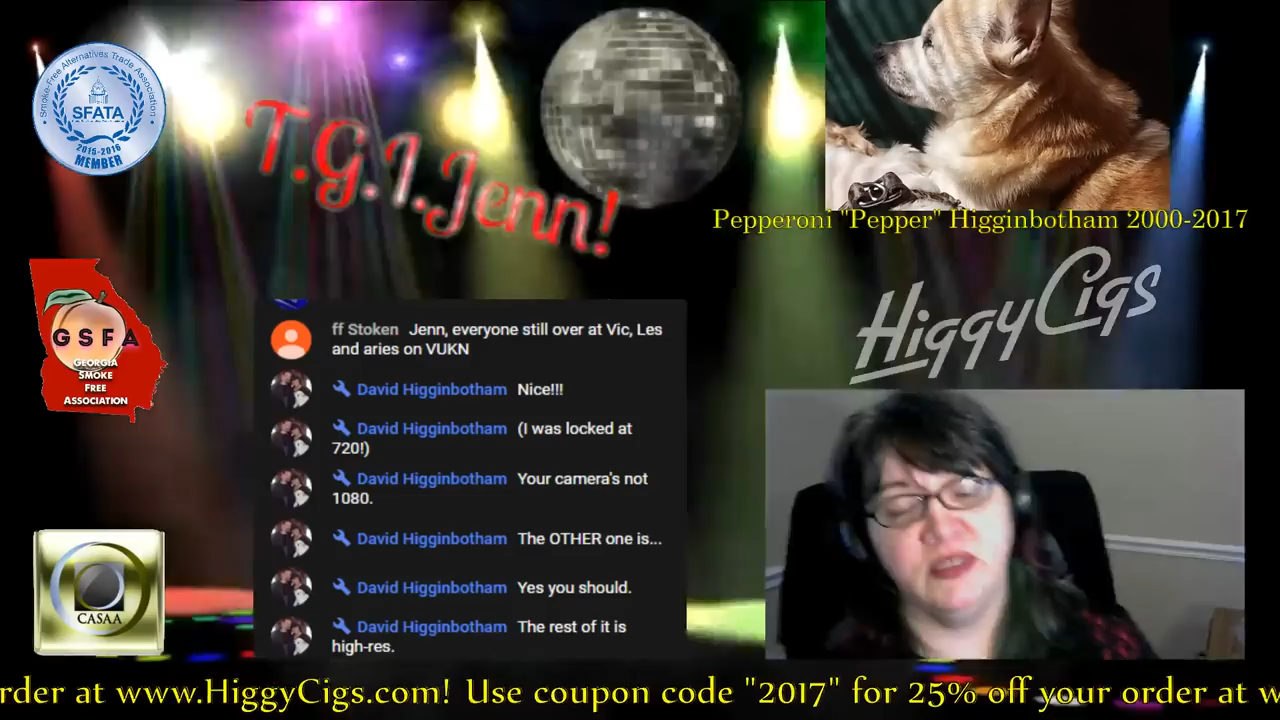 Smoke-Free Alternatives Trade Association
SFATA
2015-2016
MEMBER
T.G.I.Jenn!
Pepperoni "Pepper" Higginbotham 2000-2017
HiggyCigs
GSFA
GEORGIA
SMOKE
FREE
ASSOCIATION
ff Stoken Jenn, everyone still over at Vic, Les
and aries on VUKN
David Higginbotham Nice!!!
David Higginbotham (I was locked at
720!)
David Higginbotham Your camera's not
1080.
David Higginbotham The OTHER one is...
David Higginbotham Yes you should.
David Higginbotham The rest of it is
high-res.
CASAA
order at www.HiggyCigs.com! Use coupon code "2017" for 25% off your order at w